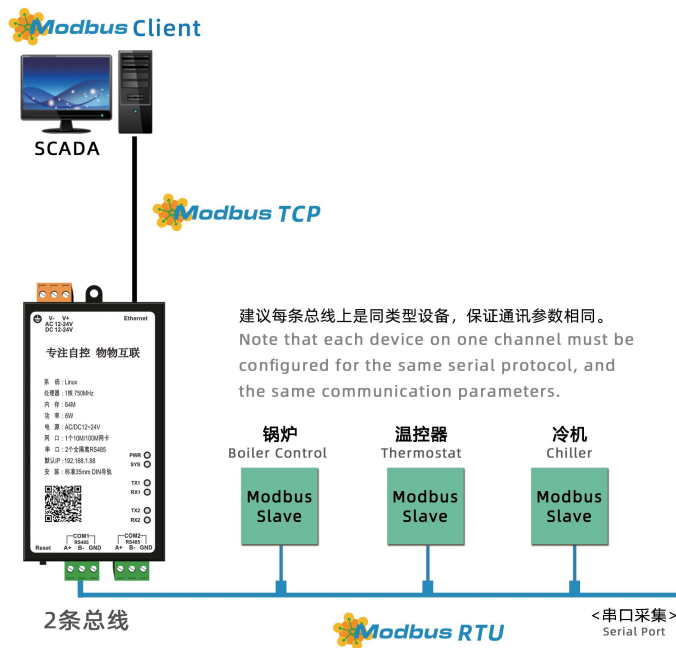 Modbus Client
SCADA
Modbus TCP
V- V+
AC 12-24V
DC 12-24V
Ethernet
专注自控 物物互联
系 统：Linux
处理器：1核 750MHz
内 存：64M
功 率：6W
电 源：AC/DC12~24V
网 口：1个10M/100M网卡
串 口：2个全隔离RS485
默认IP：192.168.1.88
安 装：标准35mm DIN导轨
PWR
SYS
TX1
RX1
TX2
RX2
COM1 COM2
RS485 RS485
Reset A+ B- GND A+ B- GND
2条总线
建议每条总线上是同类型设备，保证通讯参数相同。
Note that each device on one channel must be
configured for the same serial protocol, and
the same communication parameters.
锅炉 温控器 冷机
Boiler Control Thermostat Chiller
Modbus Modbus Modbus
Slave Slave Slave
<串口采集>
Serial Port
Modbus RTU